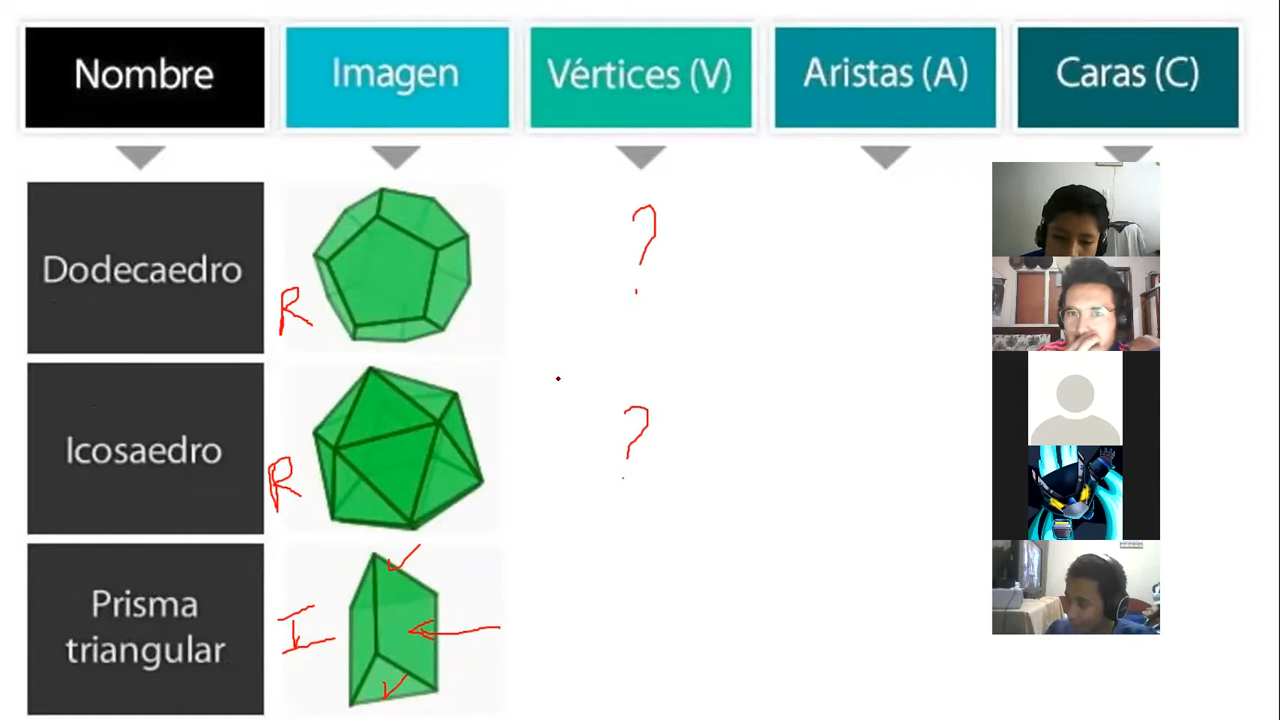 Nombre
Imagen
Vértices (V)
Aristas (A)
Caras (C)
Dodecaedro
R
?
Icosaedro
R
?
Prisma
triangular
I